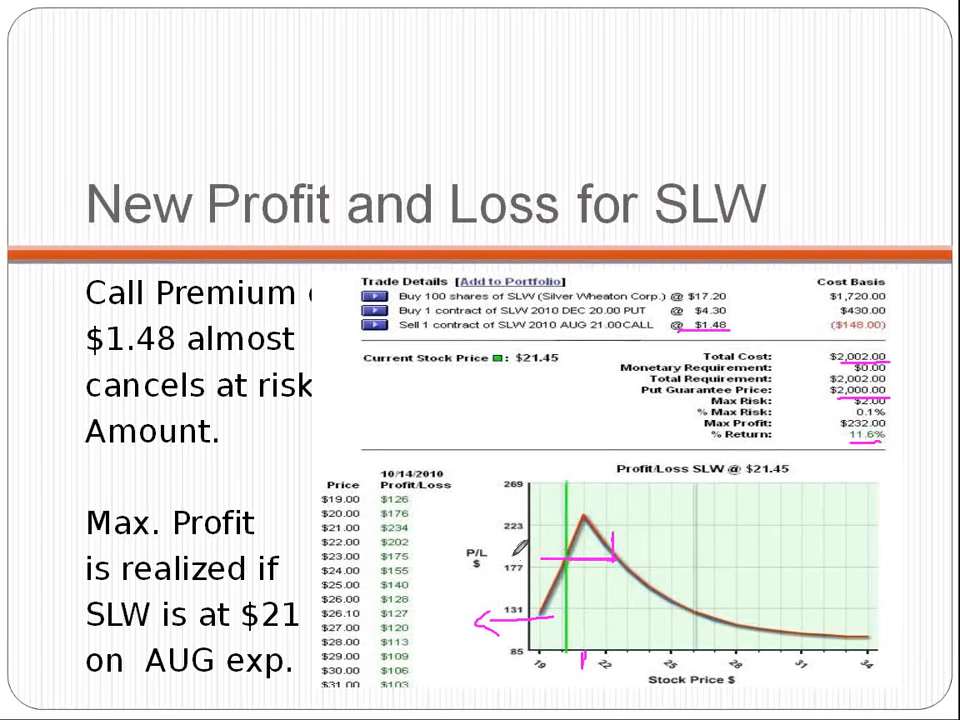 New Profit and Loss for SLW
Call Premium
$1.48 almost
cancels at risk
Amount.
Max. Profit
is realized if
SLW is at $21
on AUG exp.
Trade Details [Add to Portfolio] Cost Basis
Buy 100 shares of SLW (Silver Wheaton Corp.) @ $17.20 $1,720.00
Buy 1 contract of SLW 2010 DEC 20.00 PUT @ $4.30 $430.00
Sell 1 contract of SLW 2010 AUG 21.00CALL @ $1.48 ($148.00)
Current Stock Price : $21.45
Total Cost: $2,002.00
Monetary Requirement: $0.00
Total Requirement: $2,002.00
Put Guarantee Price: $2,000.00
Max Risk: $2.00
% Max Risk: 0.1%
Max Profit: $232.00
% Return: 11.6%
10/14/2010
Price Profit/Loss
$19.00 $126
$20.00 $176
$21.00 $234
$22.00 $202
$23.00 $175
$24.00 $155
$25.00 $140
$26.00 $128
$26.10 $127
$27.00 $120
$28.00 $113
$29.00 $109
$30.00 $106
$31.00 $103
Profit/Loss SLW @ $21.45
269
223
177
131
85
P/L
$
19 22 25 28 31 34
Stock Price $